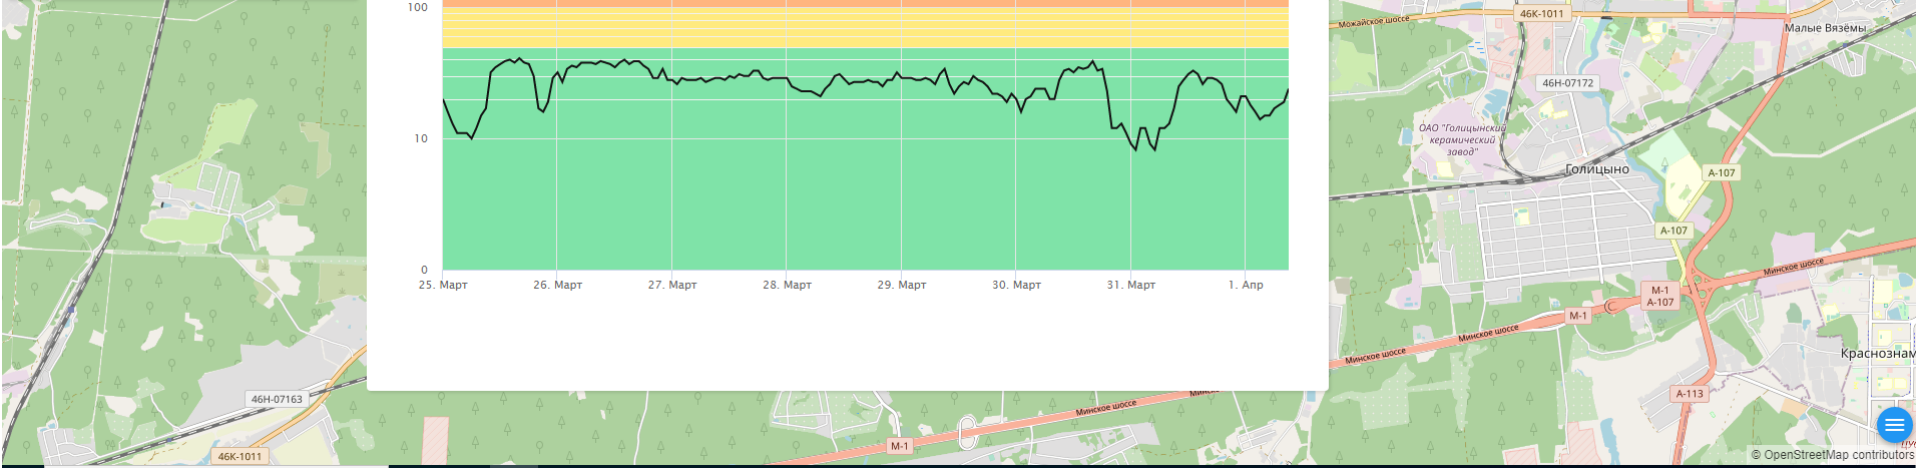 100
10
0
25. Март
26. Март
27. Март
28. Март
29. Март
30. Март
31. Март
1. Апр
46Н-07163
46К-1011
М-1
Минское шоссе
Минское
Можайское шоссе
46К-1011
Малые Вязёмы
46Н-07172
ОАО "Голицынский
керамический
завод"
Голицыно
А-107
А-107
Минское шоссе
М-1
А-107
М-1
Минское шоссе
Минское шоссе
Краснознам
А-113
© OpenStreetMap contributors